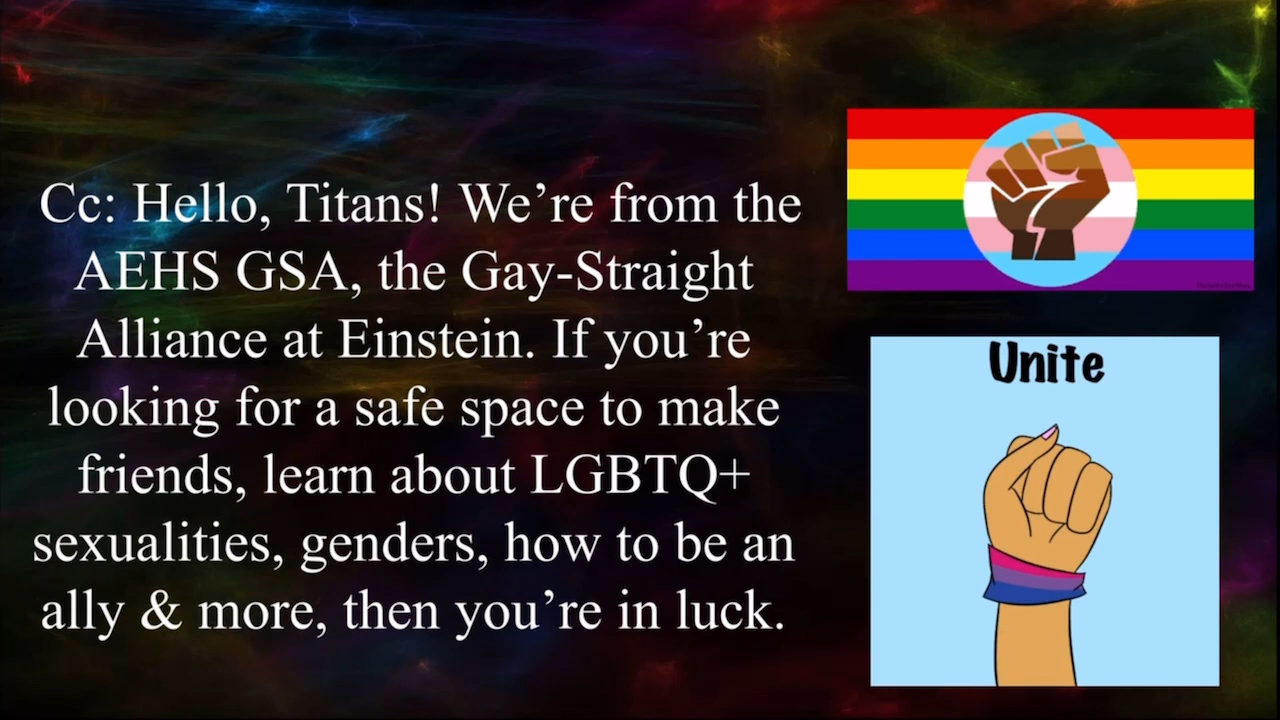 Cc: Hello, Titans! We’re from the
AEHS GSA, the Gay-Straight
Alliance at Einstein. If you’re
looking for a safe space to make
friends, learn about LGBTQ+
sexualities, genders, how to be an
ally & more, then you’re in luck.
Unite